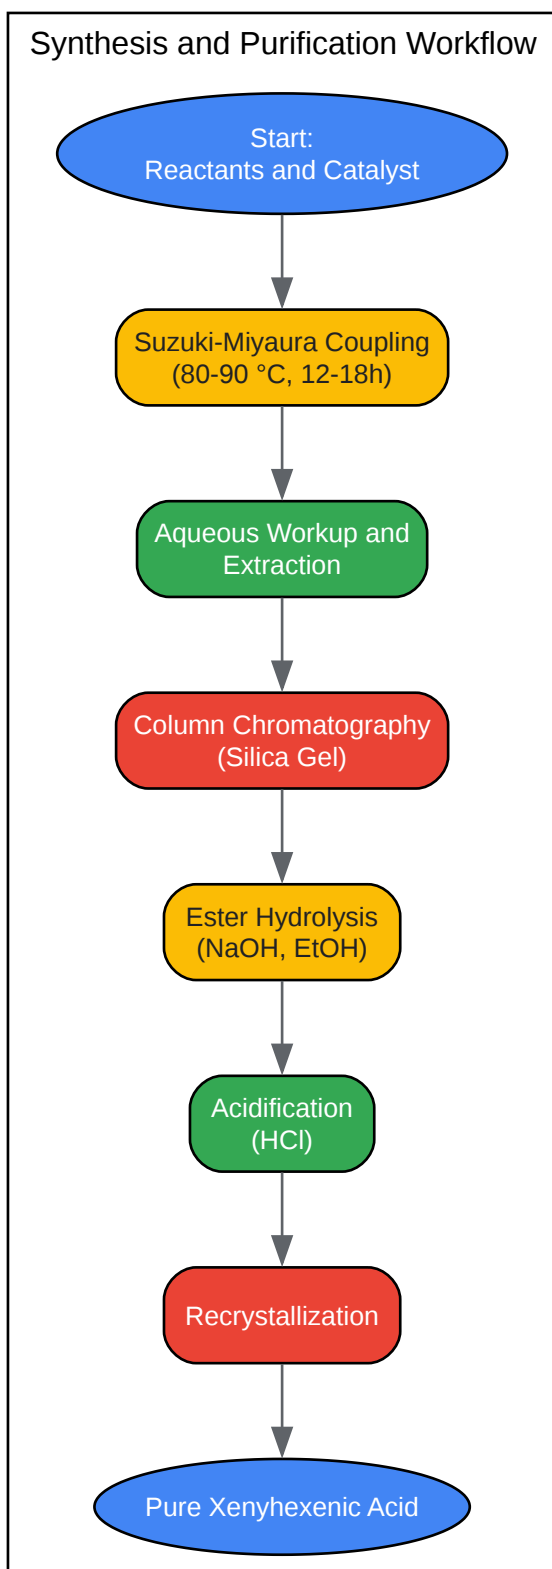 Synthesis and Purification Workflow
Start:
Reactants and Catalyst
Suzuki-Miyaura Coupling
(80-90 °C, 12-18h)
Aqueous Workup and
Extraction
Column Chromatography
(Silica Gel)
Ester Hydrolysis
(NaOH, EtOH)
Acidification
(HCl)
Recrystallization
Pure Xenyhexenic Acid